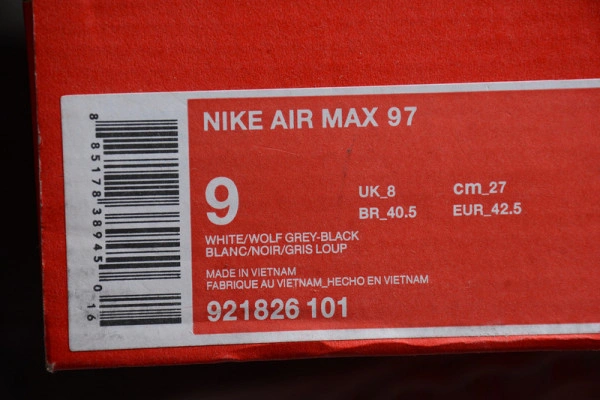 NIKE AIR MAX 97
9
UK_8 cm_27
BR_40.5 EUR_42.5
WHITE/WOLF GREY-BLACK
BLANC/NOIR/GRIS LOUP
MADE IN VIETNAM
FABRIQUE AU VIETNAM_HECHO EN VIETNAM
921826 101
8 85178 38945 0 16